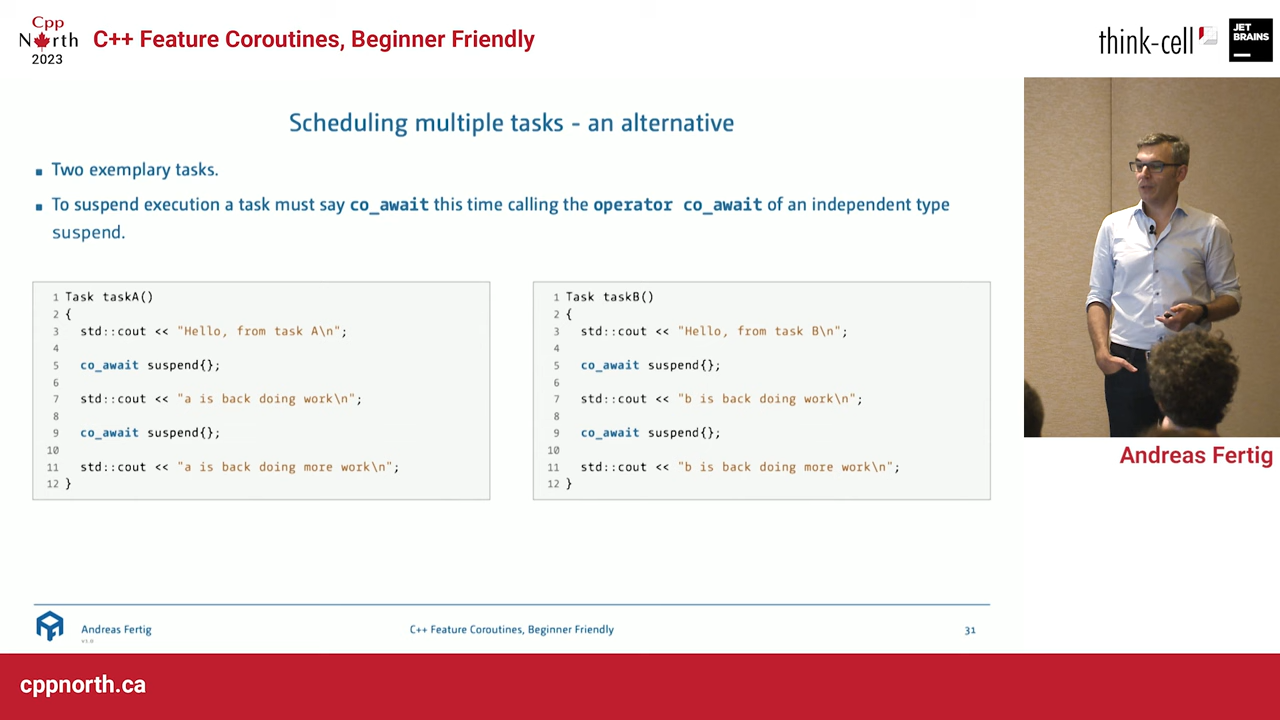 Cpp
North
2023
C++ Feature Coroutines, Beginner Friendly
think-cell
JET
BRAINS
Scheduling multiple tasks - an alternative
Two exemplary tasks.
To suspend execution a task must say co_await this time calling the operator co_await of an independent type
suspend.
1 Task taskA()
2 {
3 std::cout << "Hello, from task A\n";
4
5 co_await suspend{};
6
7 std::cout << "a is back doing work\n";
8
9 co_await suspend{};
10
11 std::cout << "a is back doing more work\n";
12 }
1 Task taskB()
2 {
3 std::cout << "Hello, from task B\n";
4
5 co_await suspend{};
6
7 std::cout << "b is back doing work\n";
8
9 co_await suspend{};
10
11 std::cout << "b is back doing more work\n";
12 }
Andreas Fertig
Andreas Fertig
v1.0
C++ Feature Coroutines, Beginner Friendly
31
cppnorth.ca